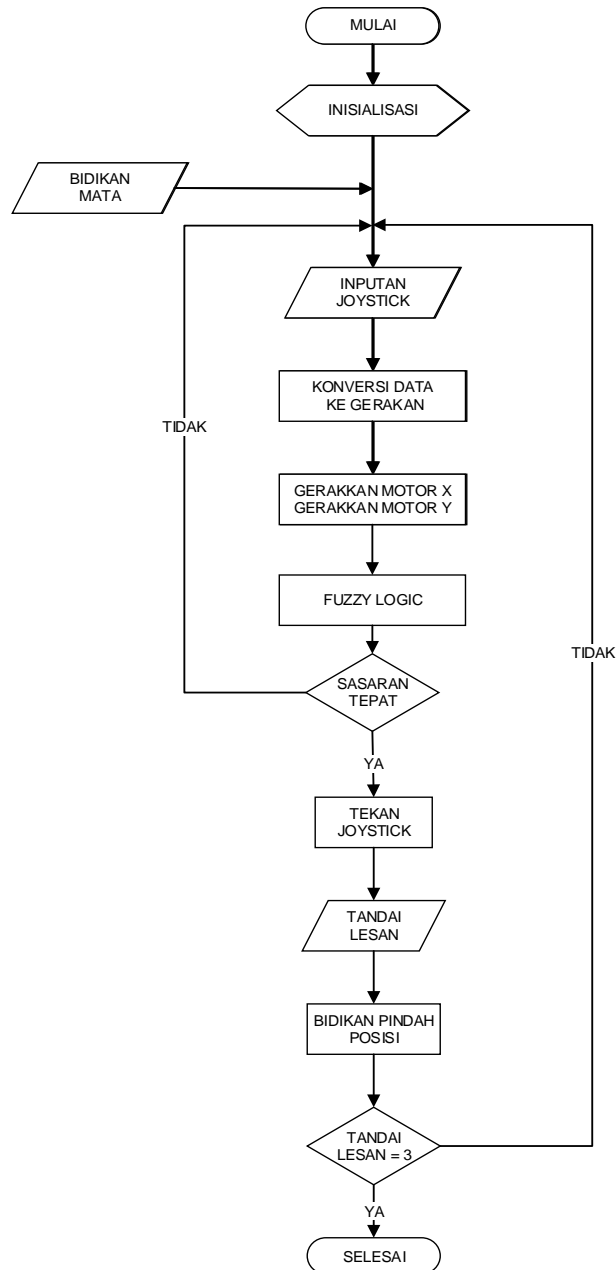 MULAI
INISIALISASI
BIDIKAN
MATA
INPUTAN
JOYSTICK
KONVERSI DATA
KE GERAKAN
TIDAK
GERAKKAN MOTOR X
GERAKKAN MOTOR Y
FUZZY LOGIC
TIDAK
SASARAN
TEPAT
YA
TEKAN
JOYSTICK
TANDAI
LESAN
BIDIKAN PINDAH
POSISI
TANDAI
LESAN = 3
YA
SELESAI